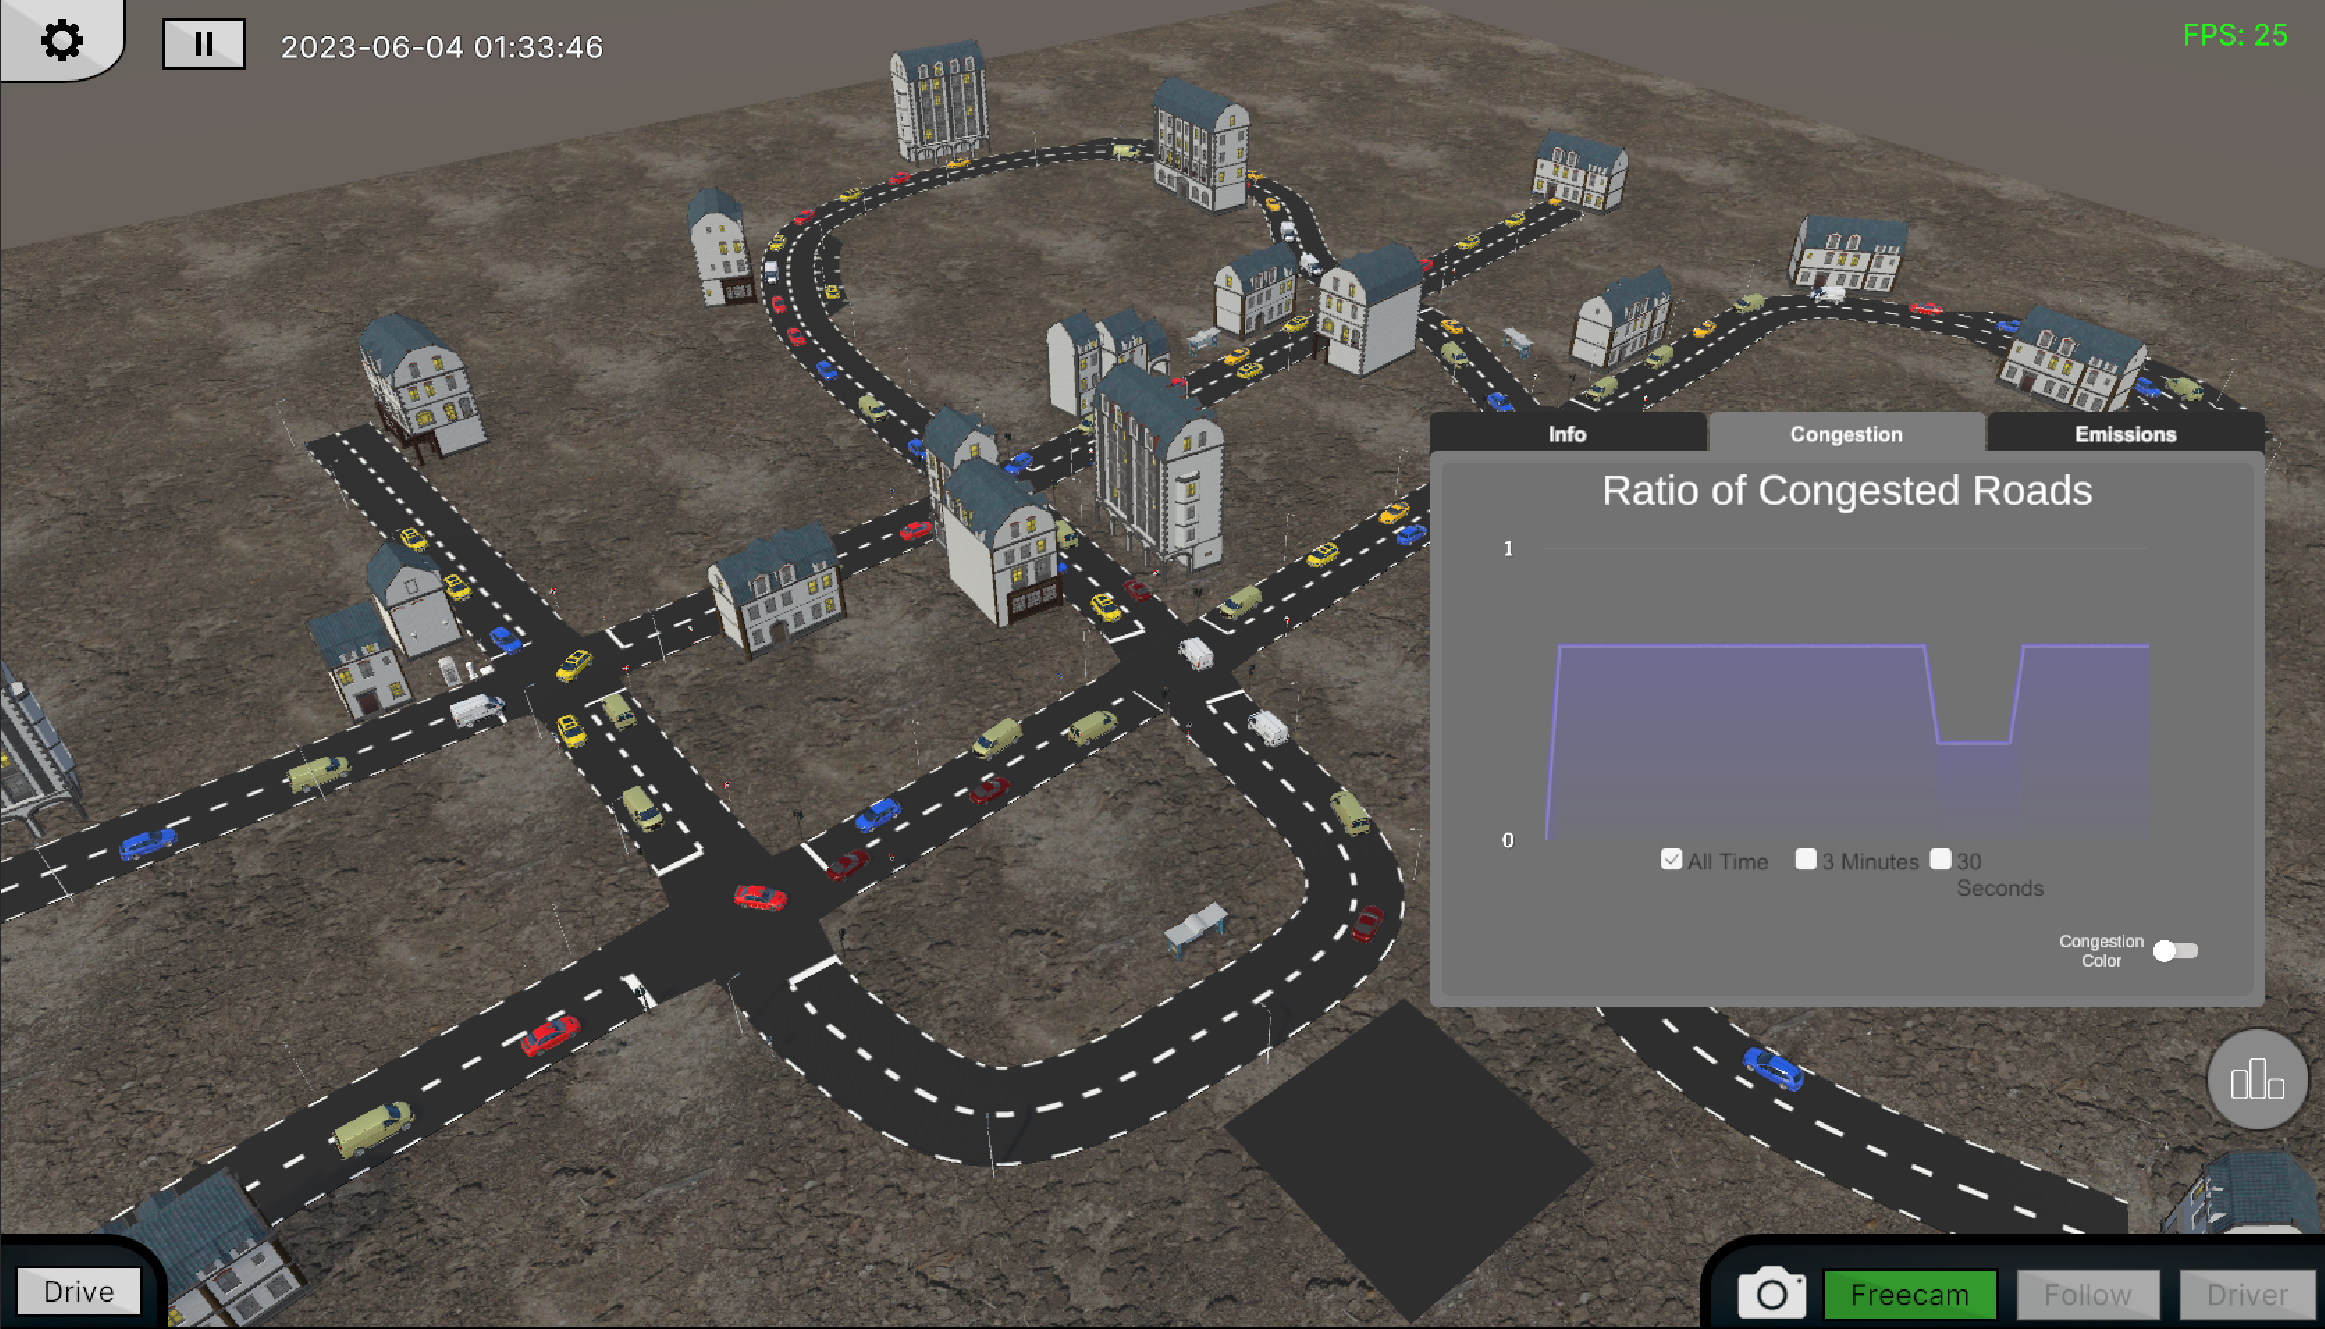 2023-06-04 01:33:46
FPS: 25
Info
Congestion
Emissions
Ratio of Congested Roads
1
0
All Time
3 Minutes
30
Seconds
Congestion
Color
Drive
Freecam
Follow
Driver